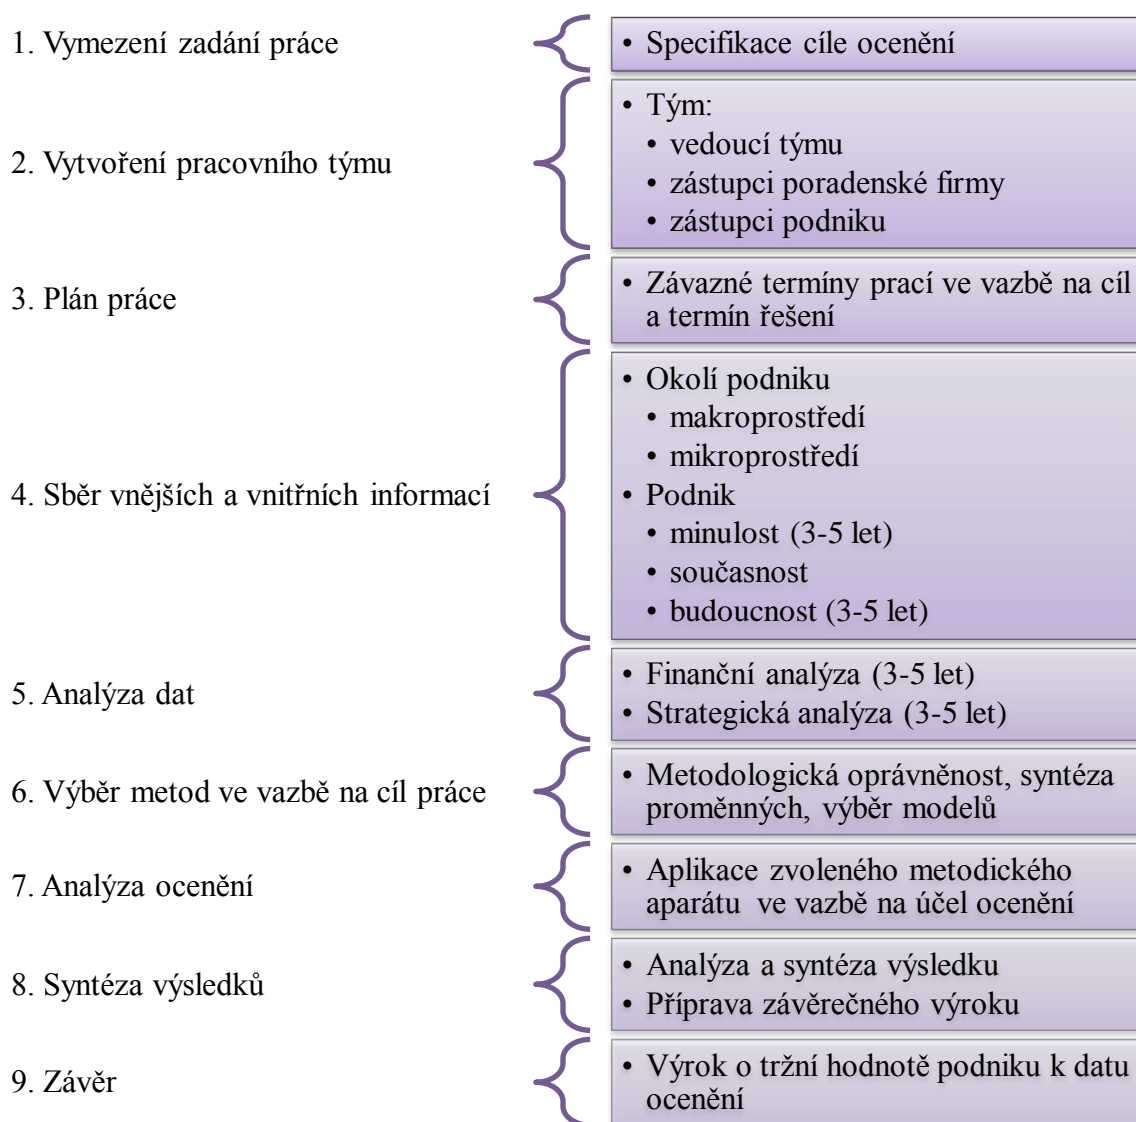 1. Vymezení zadání práce
• Specifikace cíle ocenění
2. Vytvoření pracovního týmu
• Tým:
• vedoucí týmu
• zástupci poradenské firmy
• zástupci podniku
3. Plán práce
• Závazné termíny prací ve vazbě na cíl
a termín řešení
4. Sběr vnějších a vnitřních informací
• Okolí podniku
• makroprostředí
• mikroprostředí
• Podnik
• minulost (3-5 let)
• současnost
• budoucnost (3-5 let)
5. Analýza dat
• Finanční analýza (3-5 let)
• Strategická analýza (3-5 let)
6. Výběr metod ve vazbě na cíl práce
• Metodologická oprávněnost, syntéza
proměnných, výběr modelů
7. Analýza ocenění
• Aplikace zvoleného metodického
aparátu ve vazbě na účel ocenění
8. Syntéza výsledků
• Analýza a syntéza výsledku
• Příprava závěrečného výroku
9. Závěr
• Výrok o tržní hodnotě podniku k datu
ocenění